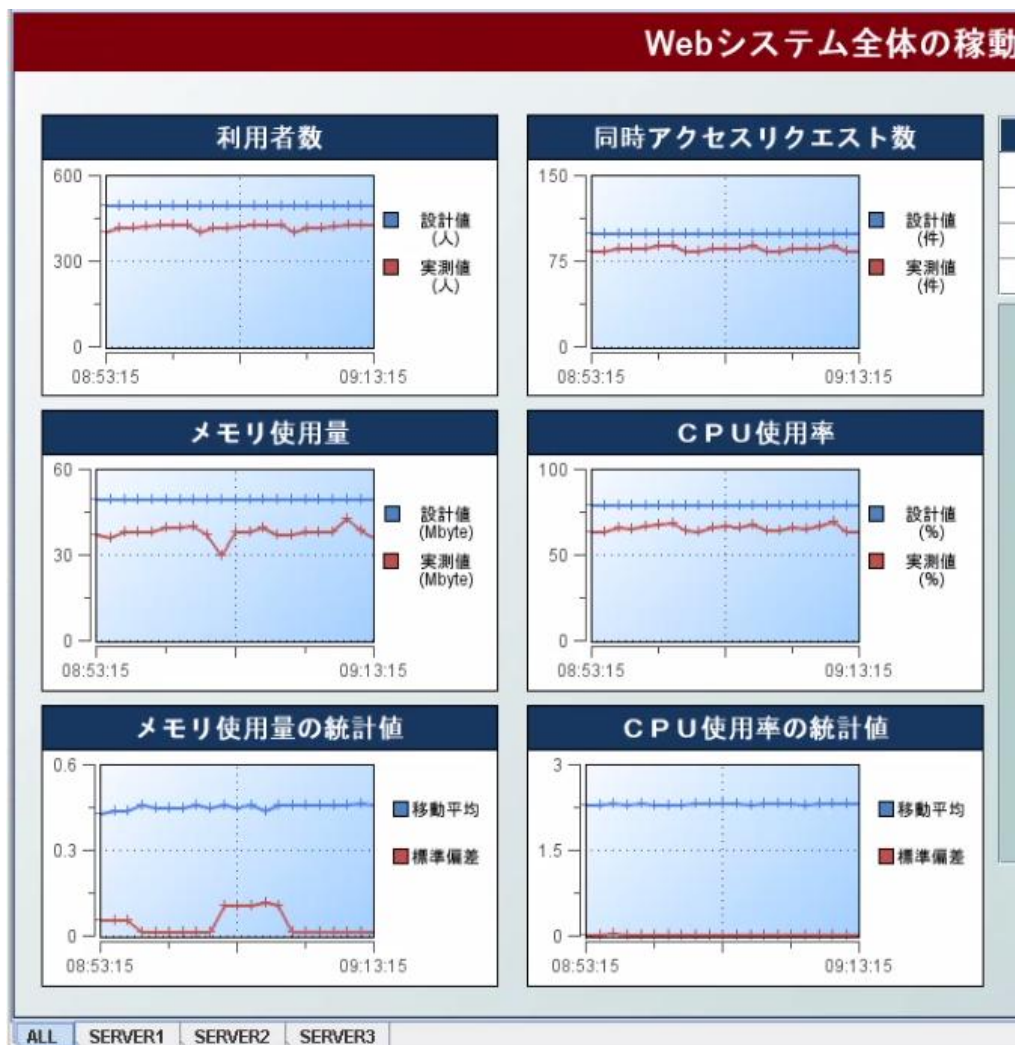 Webシステム全体の稼動
利用者数
600
300
0
08:53:15
09:13:15
設計値
(人)
実測値
(人)
同時アクセスリクエスト数
150
75
0
08:53:15
09:13:15
設計値
(件)
実測値
(件)
メモリ使用量
60
30
0
08:53:15
09:13:15
設計値
(Mbyte)
実測値
(Mbyte)
ＣＰＵ使用率
100
50
0
08:53:15
09:13:15
設計値
(%)
実測値
(%)
メモリ使用量の統計値
0.6
0.3
0
08:53:15
09:13:15
移動平均
標準偏差
ＣＰＵ使用率の統計値
3
1.5
0
08:53:15
09:13:15
移動平均
標準偏差
ALL SERVER1 SERVER2 SERVER3